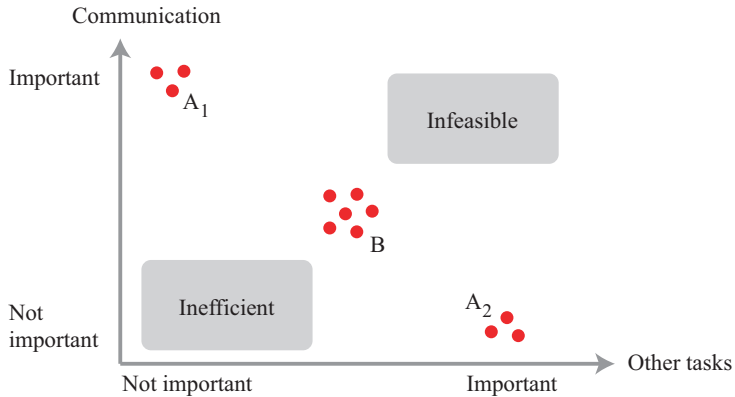 Communication
Important
A1
Infeasible
B
Inefficient
A2
Not
important
Other tasks
Not important
Important